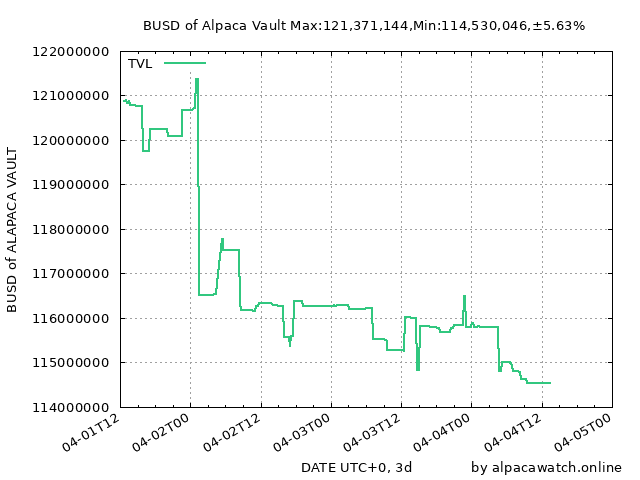 BUSD of Alpaca Vault Max:121,371,144,Min:114,530,046,±5.63%
TVL
122000000
121000000
120000000
119000000
118000000
117000000
116000000
115000000
114000000
BUSD of ALAPACA VAULT
04-01T12
04-02T00
04-02T12
04-03T00
04-03T12
04-04T00
04-04T12
04-05T00
DATE UTC+0, 3d
by alpacawatch.online